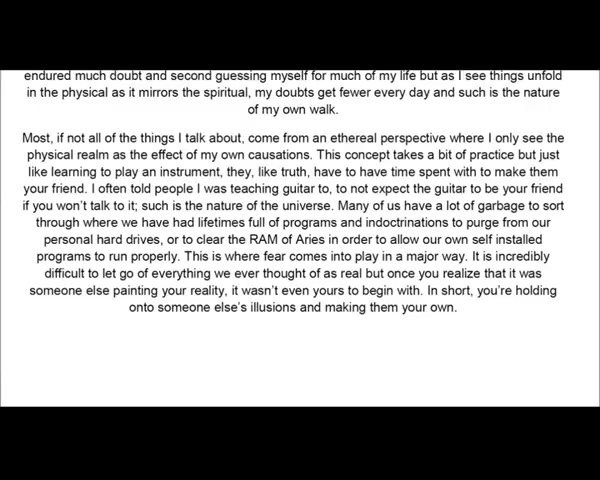 endured much doubt and second guessing myself for much of my life but as I see things unfold
in the physical as it mirrors the spiritual, my doubts get fewer every day and such is the nature
of my own walk.
Most, if not all of the things I talk about, come from an ethereal perspective where I only see the
physical realm as the effect of my own causations. This concept takes a bit of practice but just
like learning to play an instrument, they, like truth, have to have time spent with to make them
your friend. I often told people I was teaching guitar to, to not expect the guitar to be your friend
if you won't talk to it; such is the nature of the universe. Many of us have a lot of garbage to sort
through where we have had lifetimes full of programs and indoctrinations to purge from our
personal hard drives, or to clear the RAM of Aries in order to allow our own self installed
programs to run properly. This is where fear comes into play in a major way. It is incredibly
difficult to let go of everything we ever thought of as real but once you realize that it was
someone else painting your reality, it wasn't even yours to begin with. In short, you're holding
onto someone else's illusions and making them your own.